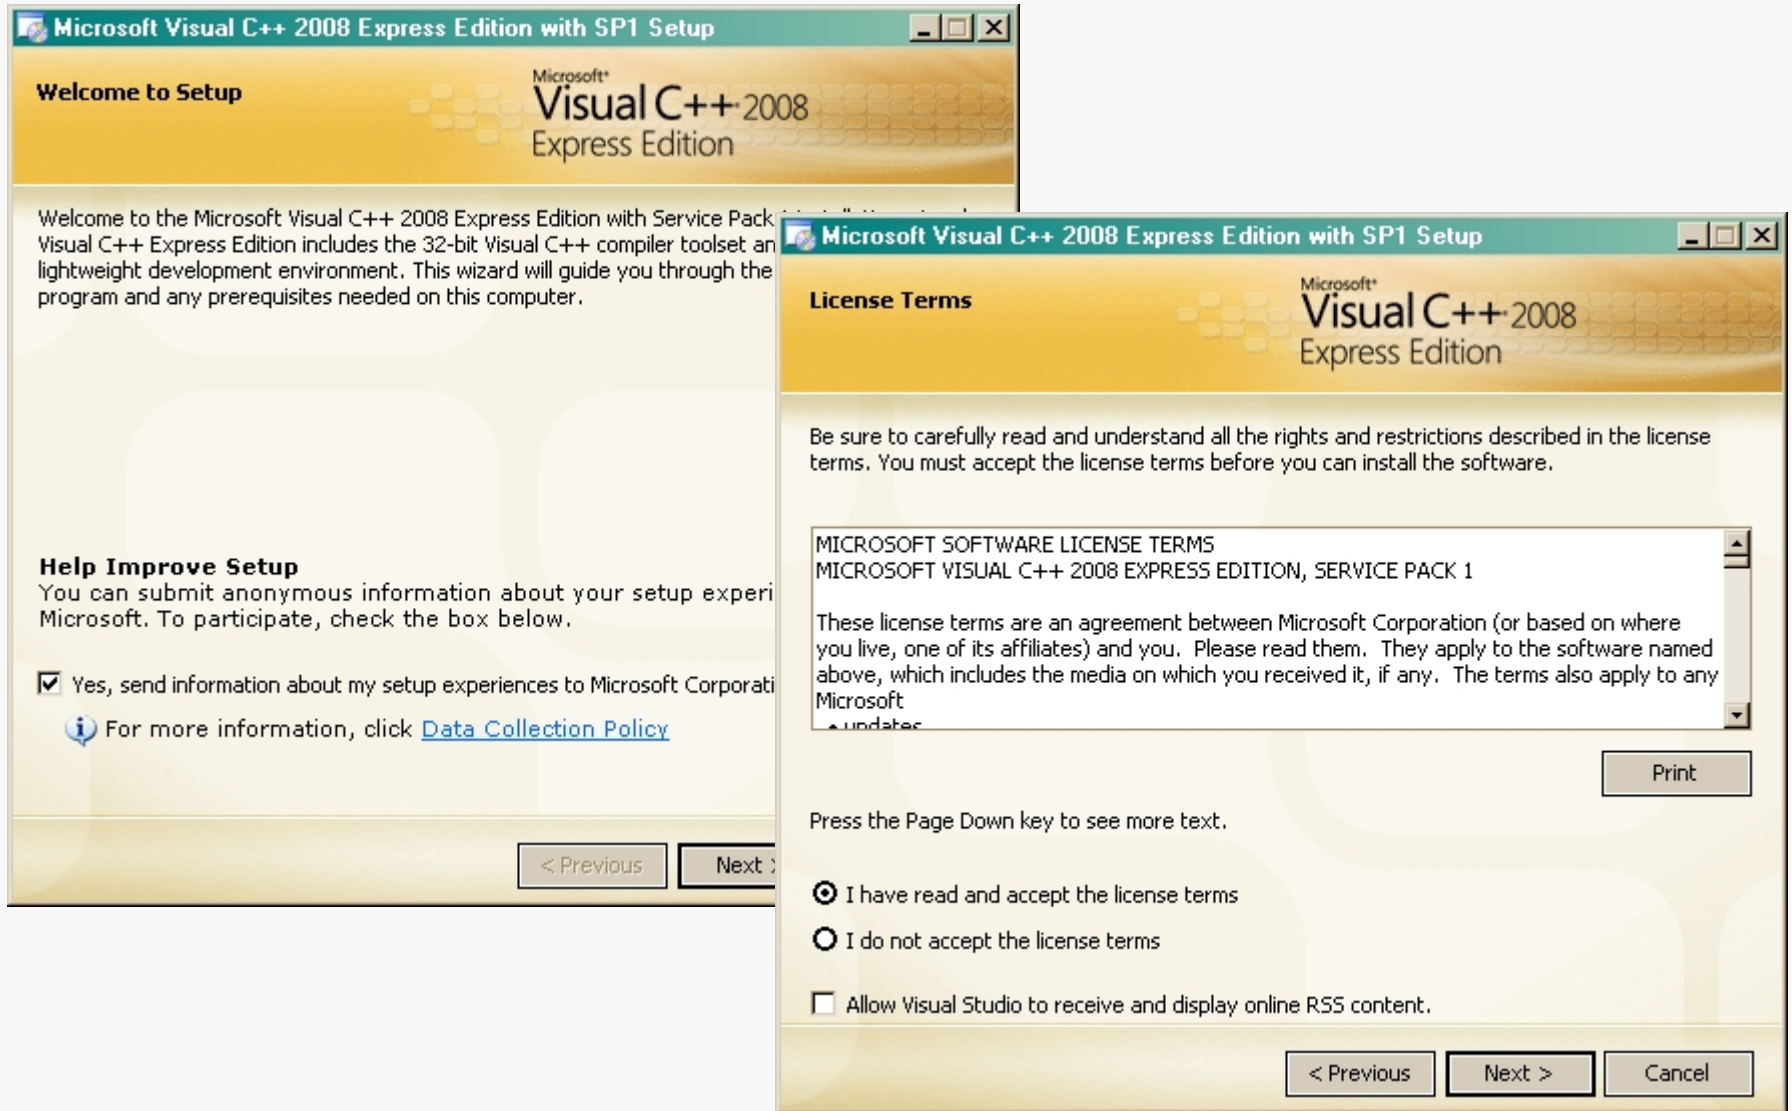 Microsoft Visual C++ 2008 Express Edition with SP1 Setup
Welcome to Setup
Microsoft®
Visual C++ 2008
Express Edition
Welcome to the Microsoft Visual C++ 2008 Express Edition with Service Pack
Visual C++ Express Edition includes the 32-bit Visual C++ compiler toolset an
lightweight development environment. This wizard will guide you through the
program and any prerequisites needed on this computer.
Help Improve Setup
You can submit anonymous information about your setup experi
Microsoft. To participate, check the box below.
Yes, send information about my setup experiences to Microsoft Corporati
For more information, click Data Collection Policy
< Previous
Next >
Microsoft Visual C++ 2008 Express Edition with SP1 Setup
License Terms
Microsoft®
Visual C++ 2008
Express Edition
Be sure to carefully read and understand all the rights and restrictions described in the license
terms. You must accept the license terms before you can install the software.
MICROSOFT SOFTWARE LICENSE TERMS
MICROSOFT VISUAL C++ 2008 EXPRESS EDITION, SERVICE PACK 1
These license terms are an agreement between Microsoft Corporation (or based on where
you live, one of its affiliates) and you. Please read them. They apply to the software named
above, which includes the media on which you received it, if any. The terms also apply to any
Microsoft
• updates
Print
Press the Page Down key to see more text.
I have read and accept the license terms
I do not accept the license terms
Allow Visual Studio to receive and display online RSS content.
< Previous
Next >
Cancel